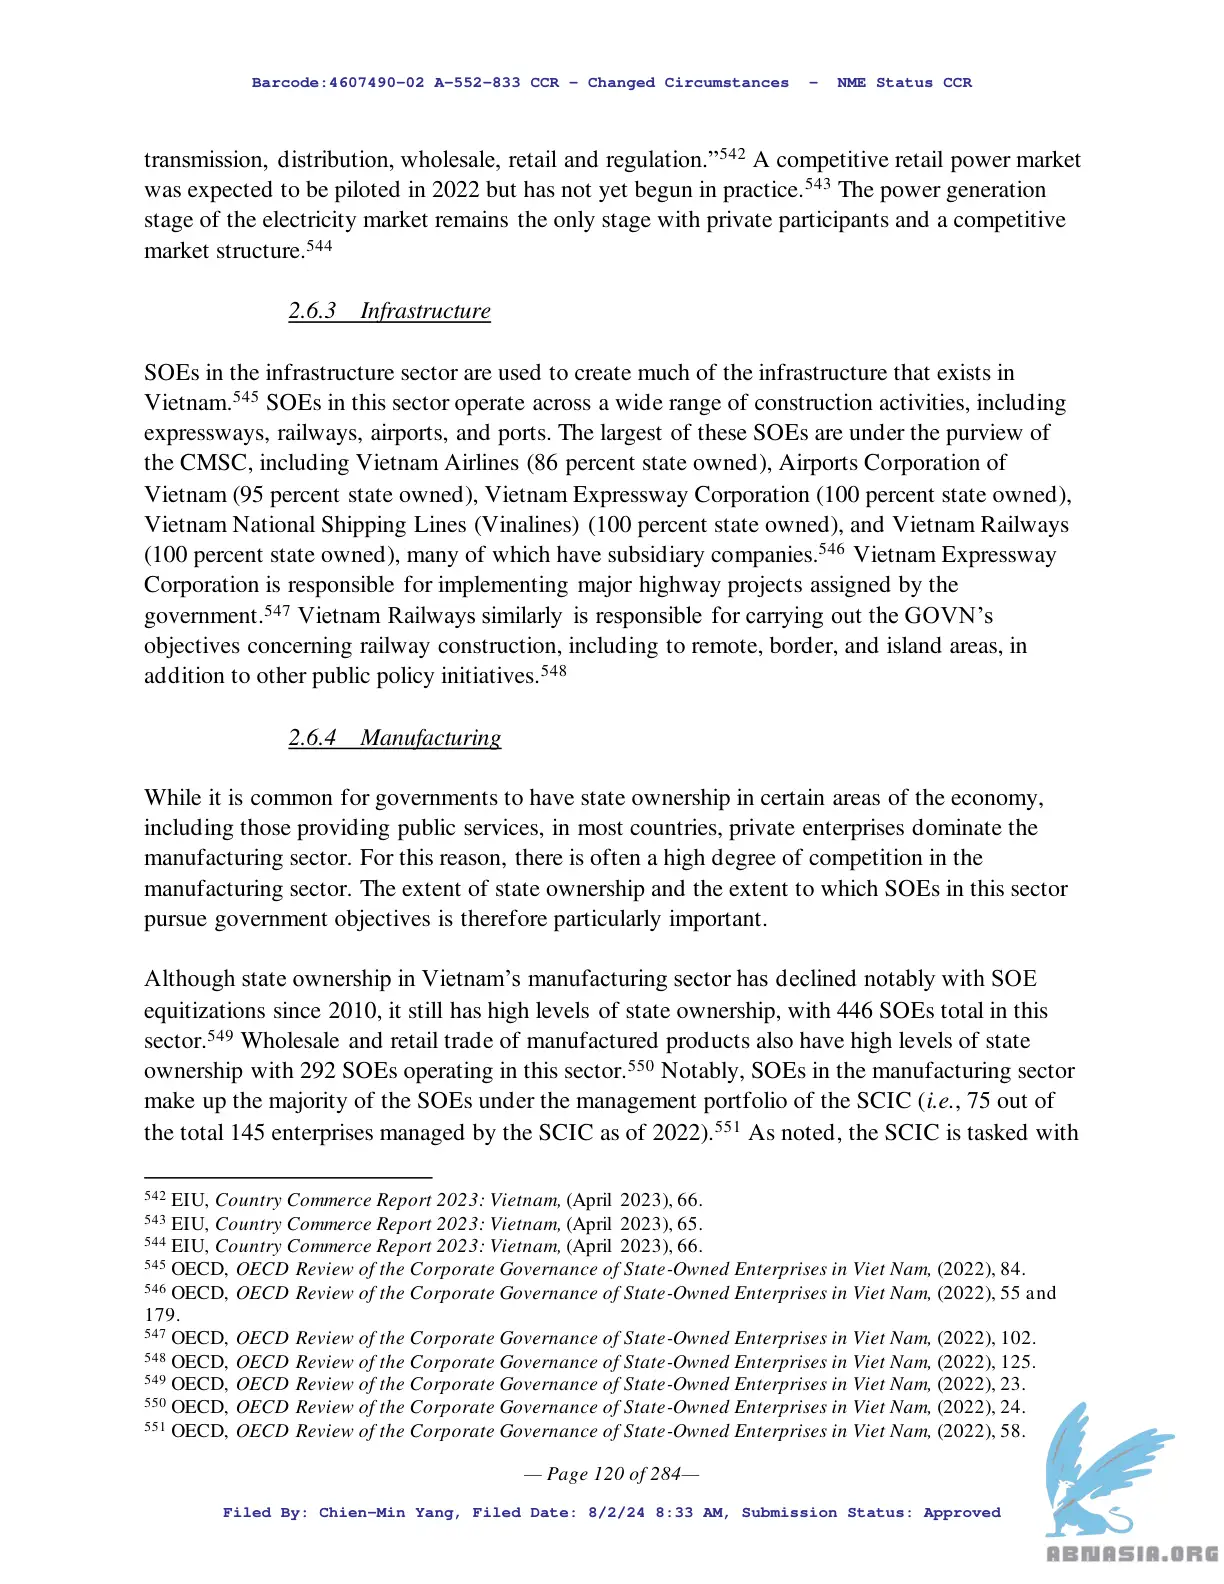 Barcode:4607490-02 A-552-833 CCR - Changed Circumstances - NME Status CCR
transmission, distribution, wholesale, retail and regulation.”542 A competitive retail power market
was expected to be piloted in 2022 but has not yet begun in practice.543 The power generation
stage of the electricity market remains the only stage with private participants and a competitive
market structure.544
2.6.3 Infrastructure
SOEs in the infrastructure sector are used to create much of the infrastructure that exists in
Vietnam.545 SOEs in this sector operate across a wide range of construction activities, including
expressways, railways, airports, and ports. The largest of these SOEs are under the purview of
the CMSC, including Vietnam Airlines (86 percent state owned), Airports Corporation of
Vietnam (95 percent state owned), Vietnam Expressway Corporation (100 percent state owned),
Vietnam National Shipping Lines (Vinalines) (100 percent state owned), and Vietnam Railways
(100 percent state owned), many of which have subsidiary companies.546 Vietnam Expressway
Corporation is responsible for implementing major highway projects assigned by the
government.547 Vietnam Railways similarly is responsible for carrying out the GOVN’s
objectives concerning railway construction, including to remote, border, and island areas, in
addition to other public policy initiatives.548
2.6.4 Manufacturing
While it is common for governments to have state ownership in certain areas of the economy,
including those providing public services, in most countries, private enterprises dominate the
manufacturing sector. For this reason, there is often a high degree of competition in the
manufacturing sector. The extent of state ownership and the extent to which SOEs in this sector
pursue government objectives is therefore particularly important.
Although state ownership in Vietnam’s manufacturing sector has declined notably with SOE
equitizations since 2010, it still has high levels of state ownership, with 446 SOEs total in this
sector.549 Wholesale and retail trade of manufactured products also have high levels of state
ownership with 292 SOEs operating in this sector.550 Notably, SOEs in the manufacturing sector
make up the majority of the SOEs under the management portfolio of the SCIC (i.e., 75 out of
the total 145 enterprises managed by the SCIC as of 2022).551 As noted, the SCIC is tasked with
542 EIU, Country Commerce Report 2023: Vietnam, (April 2023), 66.
543 EIU, Country Commerce Report 2023: Vietnam, (April 2023), 65.
544 EIU, Country Commerce Report 2023: Vietnam, (April 2023), 66.
545 OECD, OECD Review of the Corporate Governance of State-Owned Enterprises in Viet Nam, (2022), 84.
546 OECD, OECD Review of the Corporate Governance of State-Owned Enterprises in Viet Nam, (2022), 55 and
179.
547 OECD, OECD Review of the Corporate Governance of State-Owned Enterprises in Viet Nam, (2022), 102.
548 OECD, OECD Review of the Corporate Governance of State-Owned Enterprises in Viet Nam, (2022), 125.
549 OECD, OECD Review of the Corporate Governance of State-Owned Enterprises in Viet Nam, (2022), 23.
550 OECD, OECD Review of the Corporate Governance of State-Owned Enterprises in Viet Nam, (2022), 24.
551 OECD, OECD Review of the Corporate Governance of State-Owned Enterprises in Viet Nam, (2022), 58.
— Page 120 of 284—
Filed By: Chien-Min Yang, Filed Date: 8/2/24 8:33 AM, Submission Status: Approved
ABNASIA.ORG